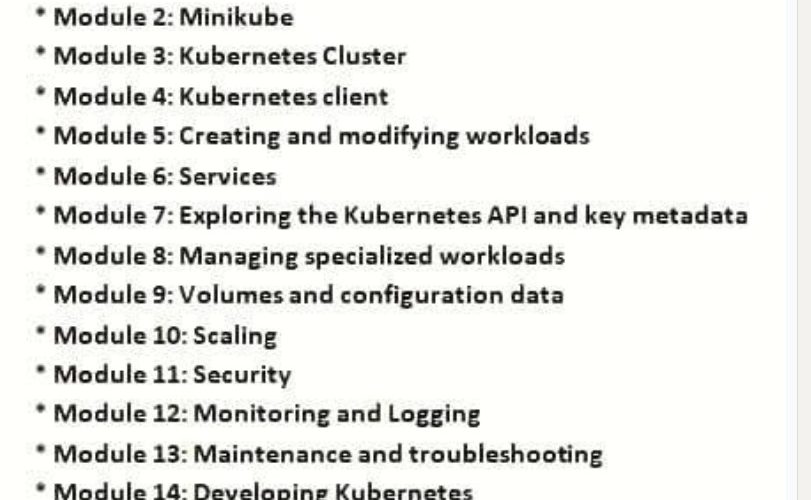 * Module 2: Minikube
* Module 3: Kubernetes Cluster
* Module 4: Kubernetes client
* Module 5: Creating and modifying workloads
* Module 6: Services
* Module 7: Exploring the Kubernetes API and key metadata
* Module 8: Managing specialized workloads
* Module 9: Volumes and configuration data
* Module 10: Scaling
* Module 11: Security
* Module 12: Monitoring and Logging
* Module 13: Maintenance and troubleshooting
* Module 14: Developing Kubernetes